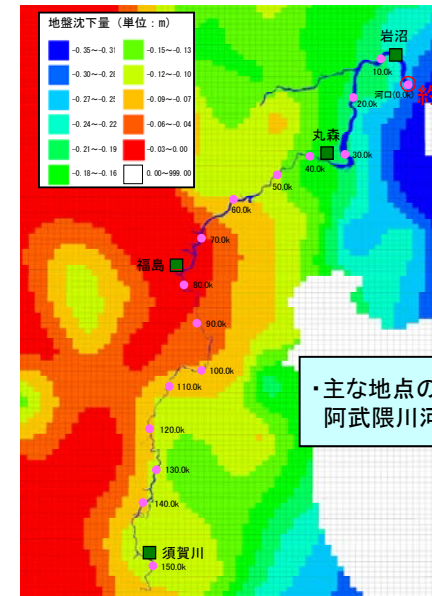 地盤沈下量（単位：m）
-0.35～-0.31
-0.15～-0.13
-0.30～-0.28
-0.12～-0.10
-0.27～-0.25
-0.09～-0.07
-0.24～-0.22
-0.06～-0.04
-0.21～-0.19
-0.03～0.00
-0.18～-0.16
0.00～999.00
岩沼
10.0k
河口(0.0k)
約
20.0k
丸森
30.0k
40.0k
50.0k
60.0k
70.0k
福島
80.0k
90.0k
100.0k
110.0k
・主な地点の
阿武隈川河
120.0k
130.0k
140.0k
須賀川
150.0k